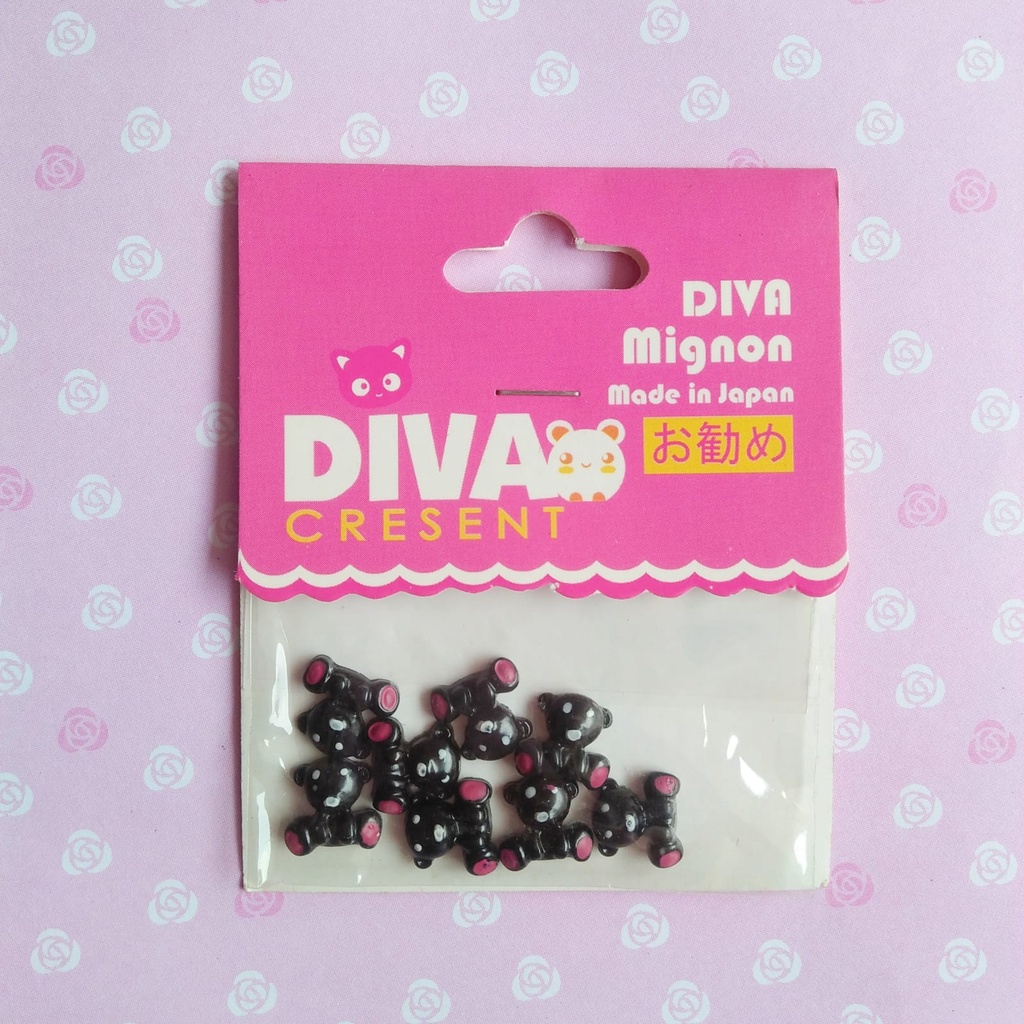 DIVA
Mignon
Made in Japan
お勧め
DIVA
CRESENT